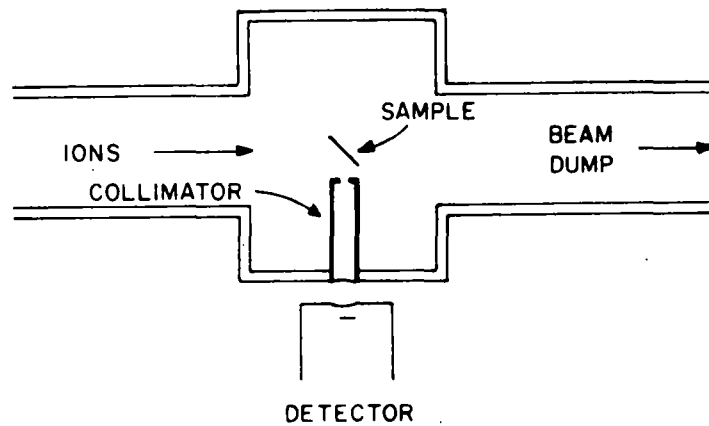 SAMPLE
IONS
BEAM
DUMP
COLLIMATOR
DETECTOR